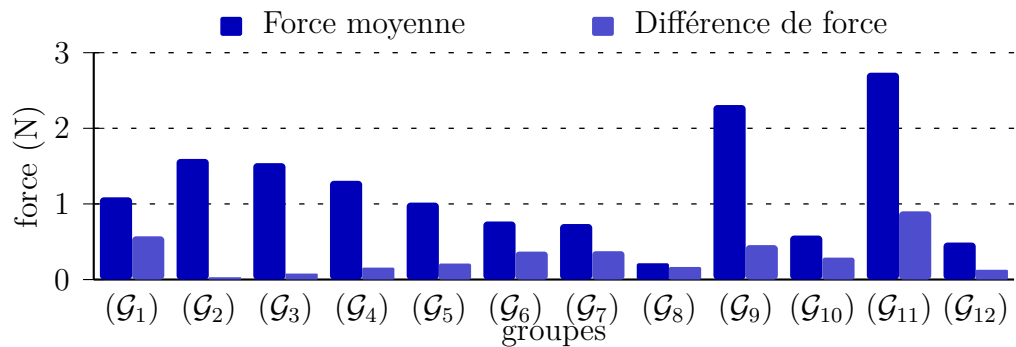 Force moyenne Différence de force
3
2
1
0
force (N)
(𝒢₁) (𝒢₂) (𝒢₃) (𝒢₄) (𝒢₅) (𝒢₆) (𝒢₇) (𝒢₈) (𝒢₉) (𝒢₁₀) (𝒢₁₁) (𝒢₁₂)
groupes